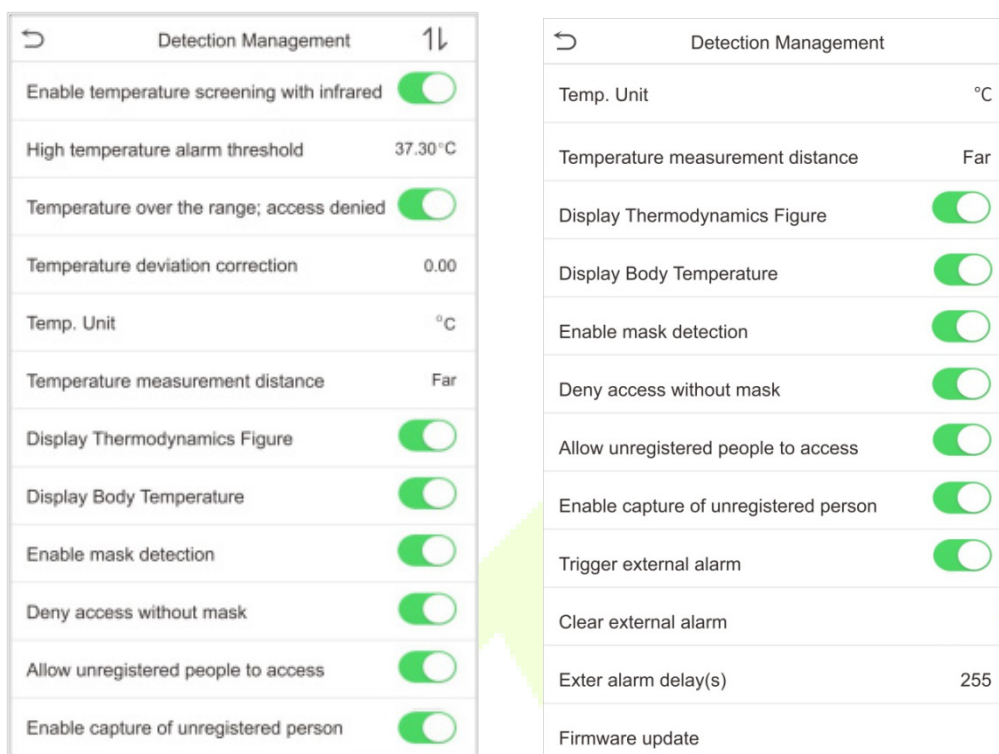 Detection Management
Enable temperature screening with infrared
High temperature alarm threshold 37.30°C
Temperature over the range; access denied
Temperature deviation correction 0.00
Temp. Unit °C
Temperature measurement distance Far
Display Thermodynamics Figure
Display Body Temperature
Enable mask detection
Deny access without mask
Allow unregistered people to access
Enable capture of unregistered person
Detection Management
Temp. Unit °C
Temperature measurement distance Far
Display Thermodynamics Figure
Display Body Temperature
Enable mask detection
Deny access without mask
Allow unregistered people to access
Enable capture of unregistered person
Trigger external alarm
Clear external alarm
Exter alarm delay(s) 255
Firmware update